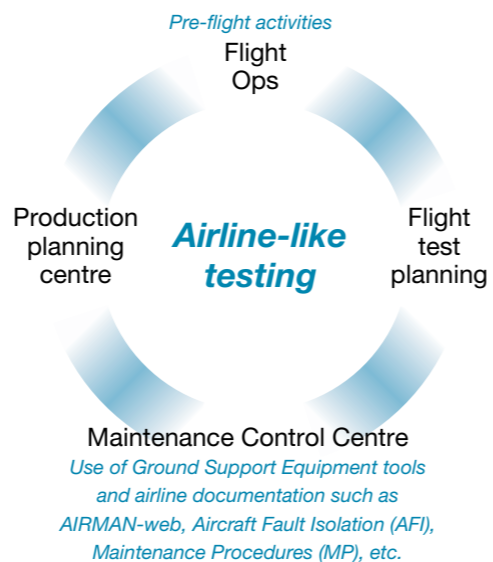 Pre-flight activities
Flight
Ops
Production
planning
centre
Airline-like
testing
Flight
test
planning
Maintenance Control Centre
Use of Ground Support Equipment tools
and airline documentation such as
AIRMAN-web, Aircraft Fault Isolation (AFI),
Maintenance Procedures (MP), etc.